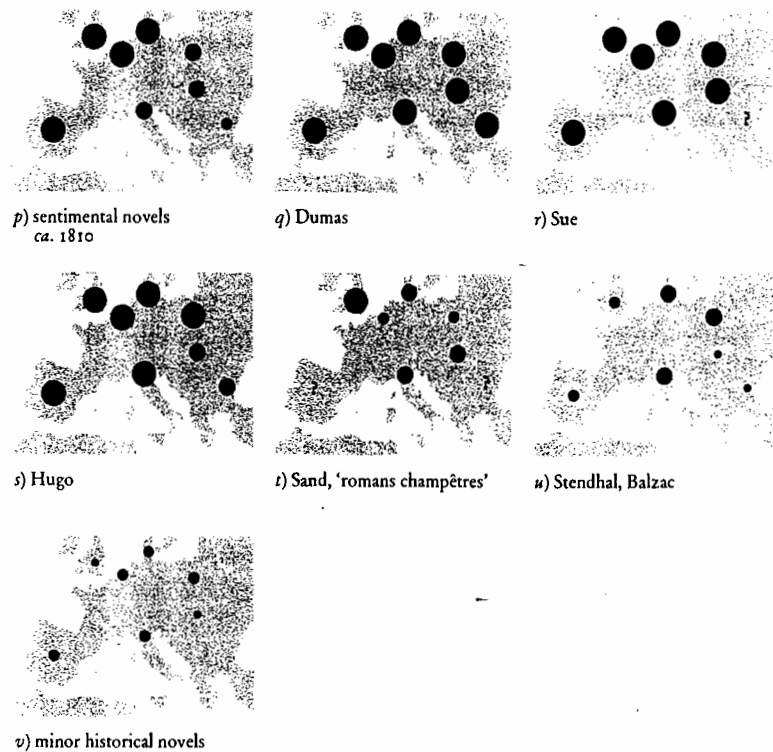 p) sentimental novels
ca. 1810
q) Dumas
?
r) Sue
s) Hugo
? ?
t) Sand, ‘romans champêtres’
u) Stendhal, Balzac
v) minor historical novels